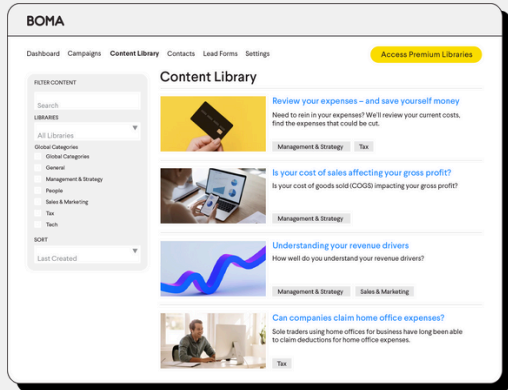 BOMA
Dashboard Campaigns Content Library Contacts Lead Forms Settings
Access Premium Libraries
FILTER CONTENT
Search
LIBRARIES
All Libraries
Global Categories
Global Categories
General
Management & Strategy
People
Sales & Marketing
Tax
Tech
SORT
Last Created
Content Library
Review your expenses – and save yourself money
Need to rein in your expenses? We'll review your current costs,
find the expenses that could be cut.
Management & Strategy Tax
Is your cost of sales affecting your gross profit?
Is your cost of goods sold (COGS) impacting your gross profit?
Management & Strategy
Understanding your revenue drivers
How well do you understand your revenue drivers?
Management & Strategy Sales & Marketing
Can companies claim home office expenses?
Sole traders using home offices for business have long been able
to claim deductions for home office expenses.
Tax